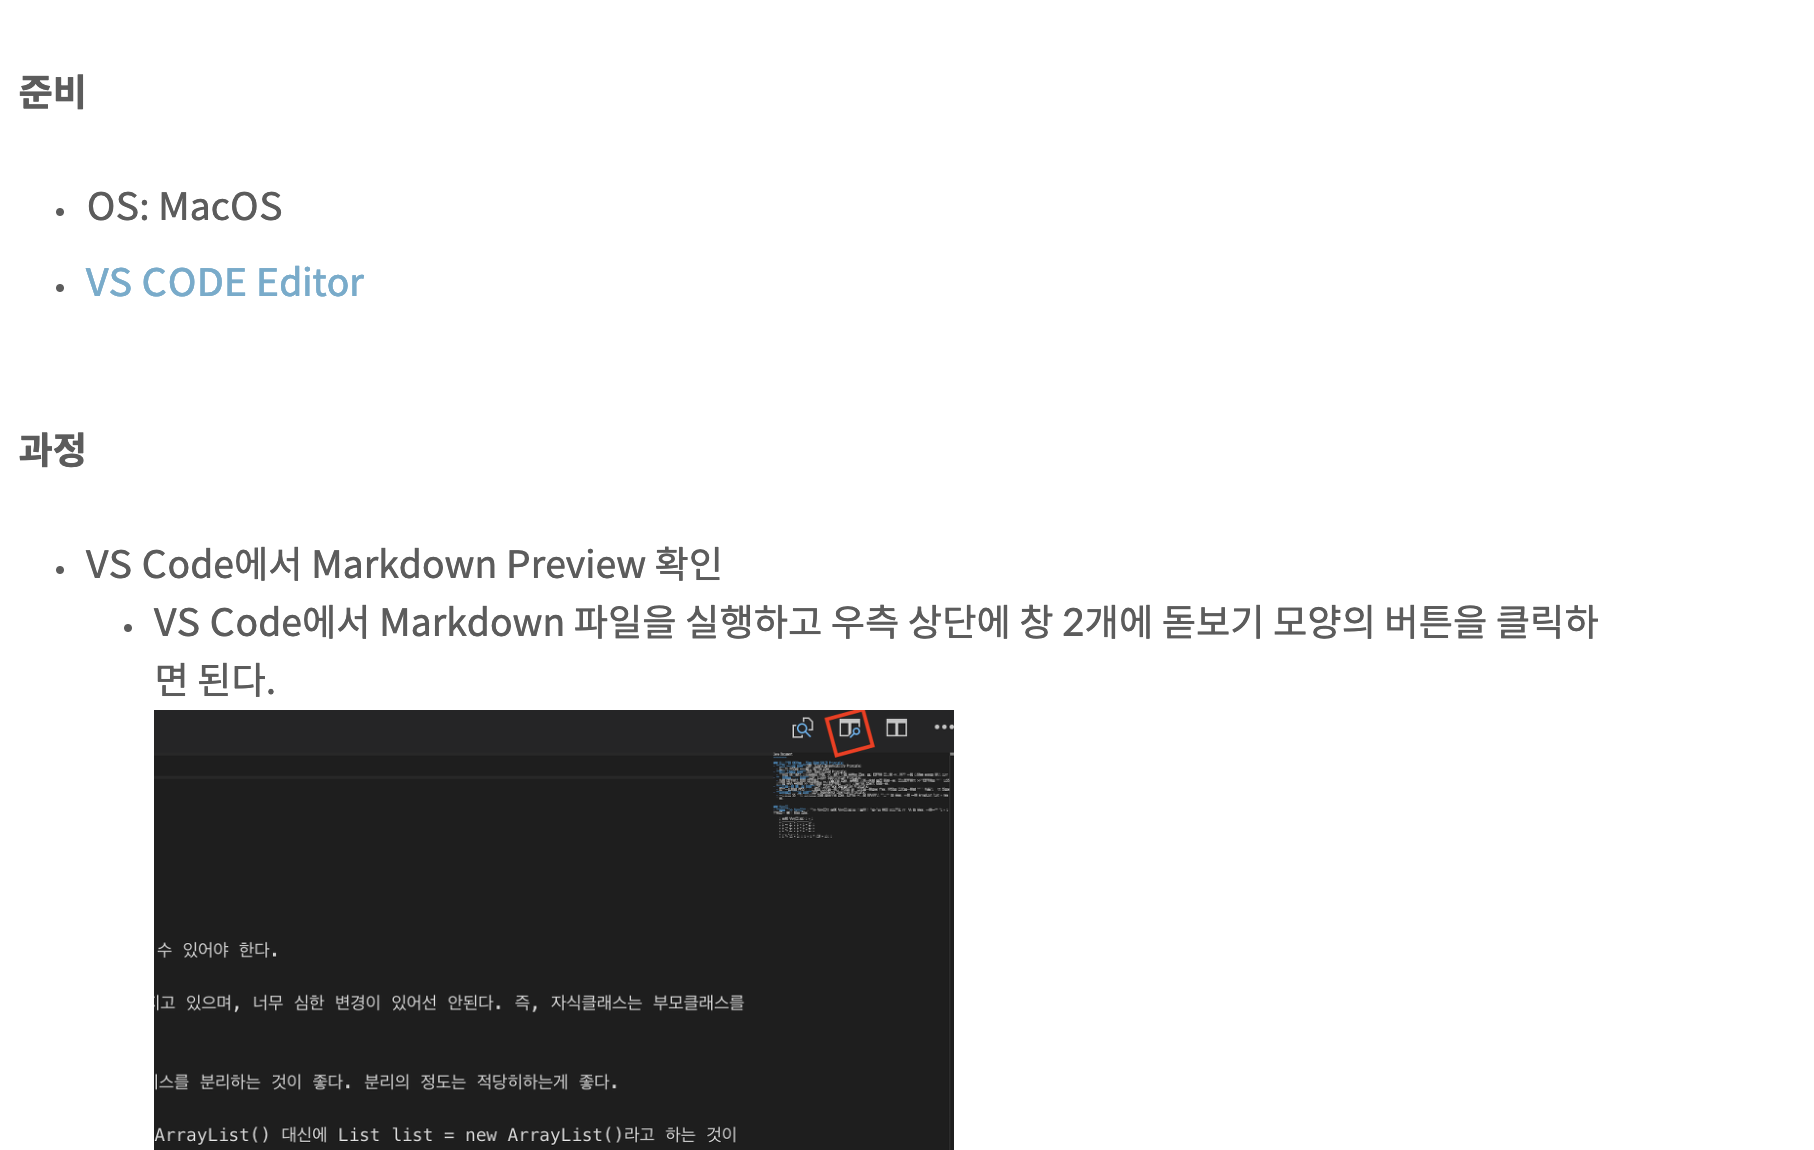 준비
OS: MacOS
VS CODE Editor
과정
VS Code에서 Markdown Preview 확인
VS Code에서 Markdown 파일을 실행하고 우측 상단에 창 2개에 돋보기 모양의 버튼을 클릭하
면 된다.
수 있어야 한다.
고 있으며, 너무 심한 변경이 있어선 안된다. 즉, 자식클래스는 부모클래스를
스를 분리하는 것이 좋다. 분리의 정도는 적당히하는게 좋다.
ArrayList() 대신에 List list = new ArrayList()라고 하는 것이